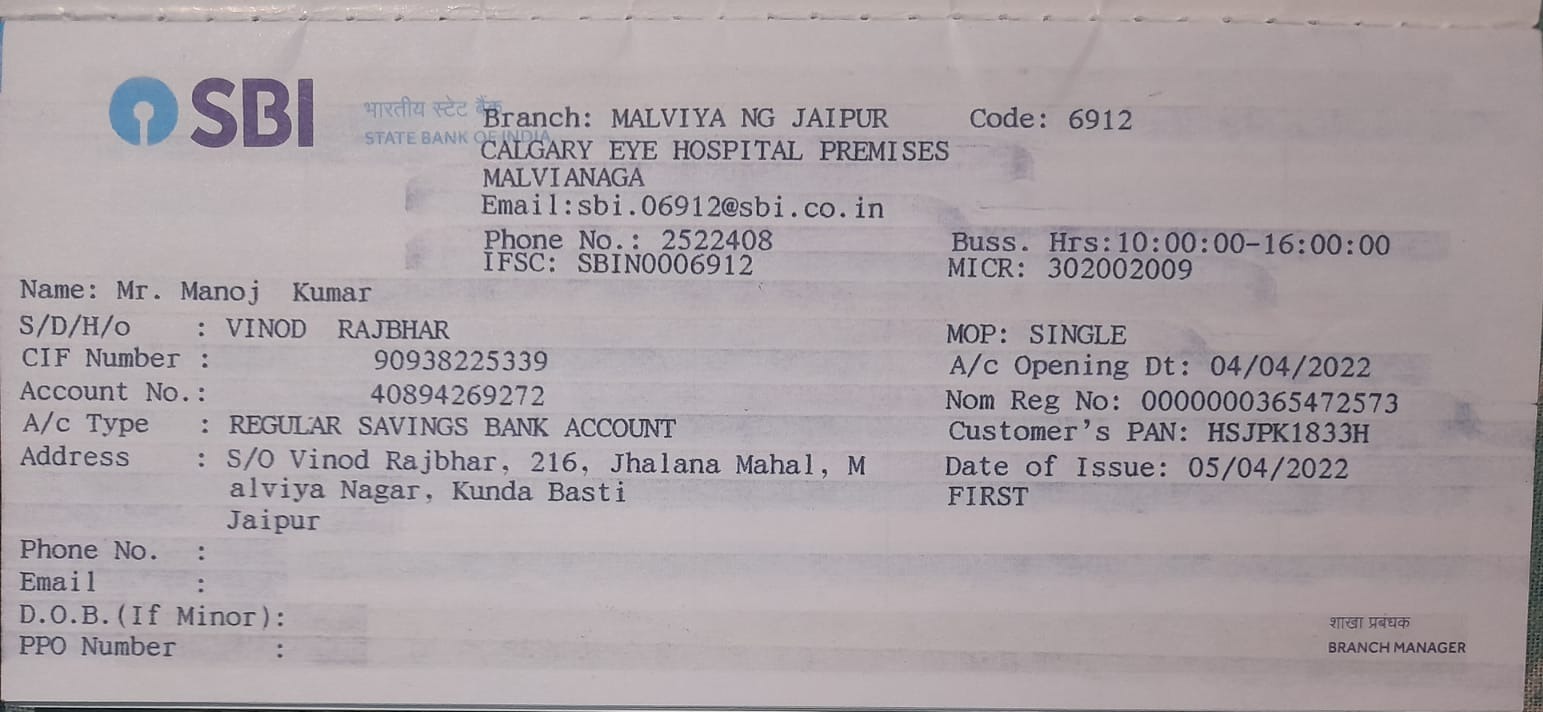 SBI
भारतीय स्टेट बैंक
STATE BANK OF INDIA
Branch: MALVIYA NG JAIPUR Code: 6912
CALGARY EYE HOSPITAL PREMISES
MALVIANAGA
Email:sbi.06912@sbi.co.in
Phone No.: 2522408 Buss. Hrs:10:00:00-16:00:00
IFSC: SBIN0006912 MICR: 302002009
Name: Mr. Manoj Kumar
S/D/H/o : VINOD RAJBHAR MOP: SINGLE
CIF Number : 90938225339 A/c Opening Dt: 04/04/2022
Account No.: 40894269272 Nom Reg No: 0000000365472573
A/c Type : REGULAR SAVINGS BANK ACCOUNT Customer's PAN: HSJPK1833H
Address : S/O Vinod Rajbhar, 216, Jhalana Mahal, M Date of Issue: 05/04/2022
alviya Nagar, Kunda Basti FIRST
Jaipur
Phone No. :
Email :
D.O.B.(If Minor):
PPO Number :
शाखा प्रबंधक
BRANCH MANAGER